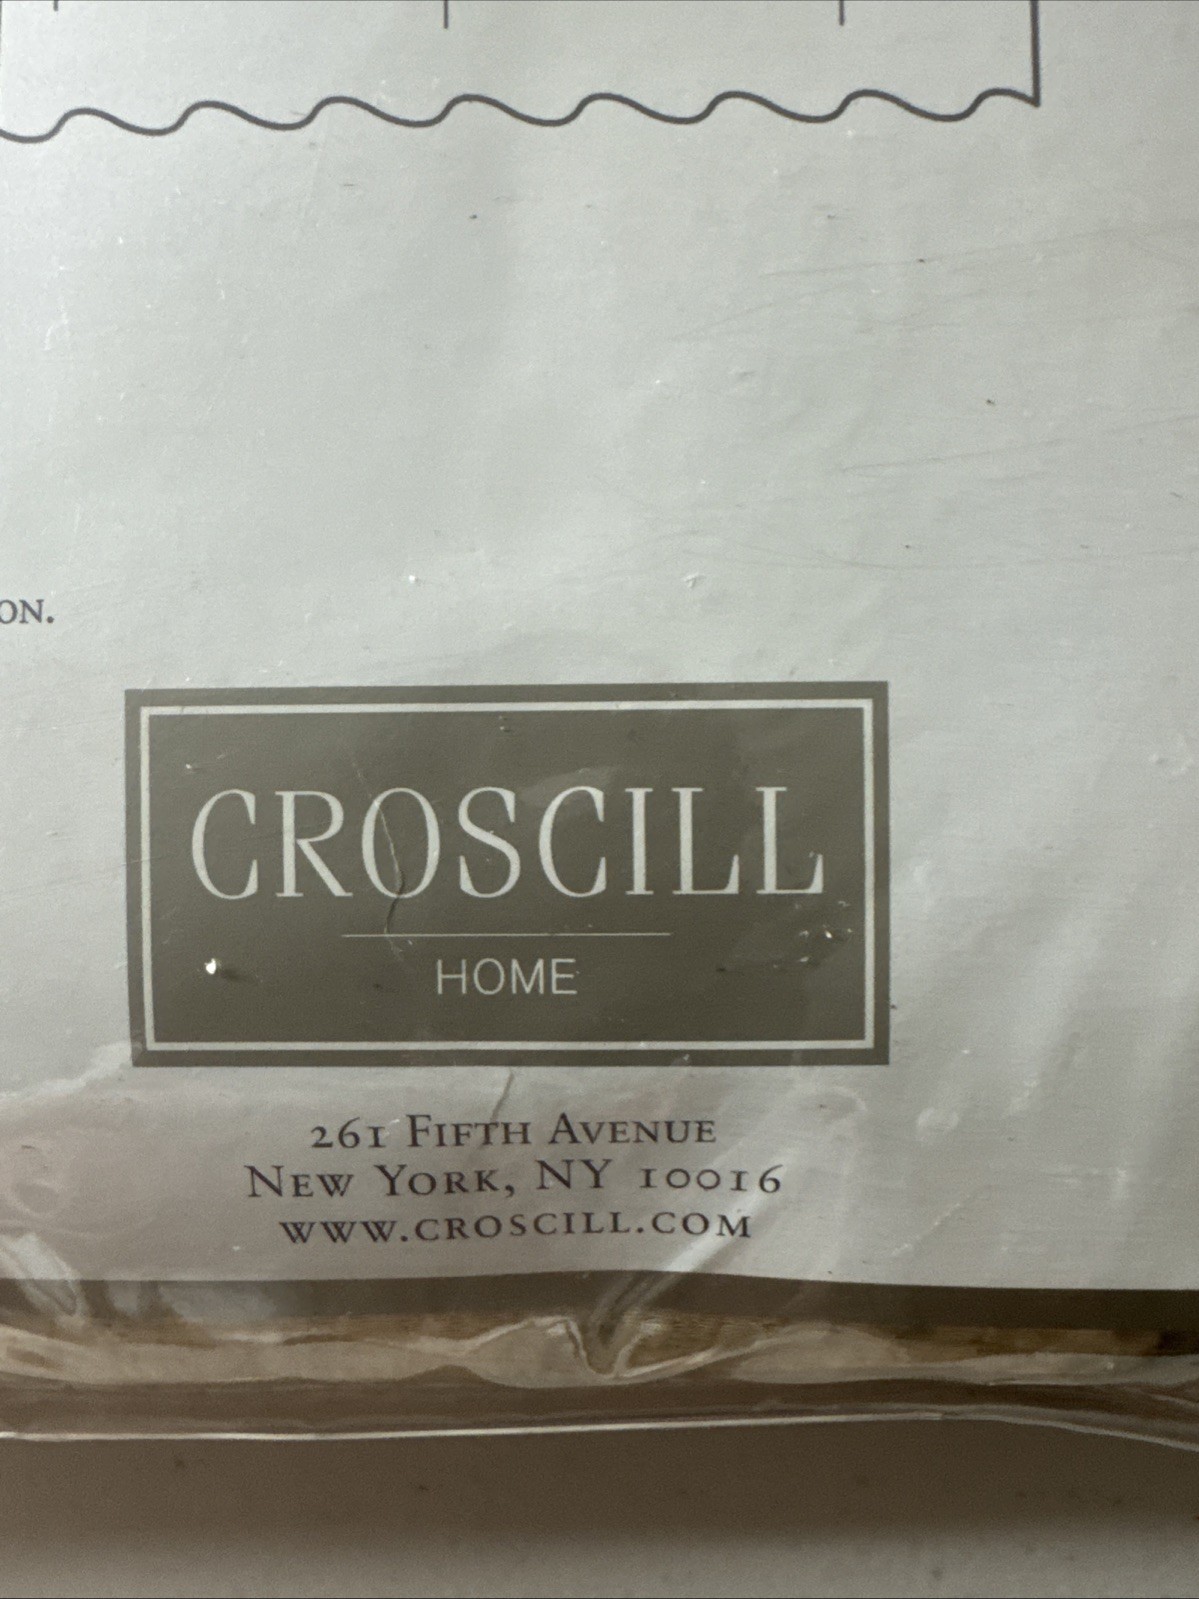 ON.
CROSCILL
HOME
261 Fifth Avenue
New York, NY 10016
www.croscill.com